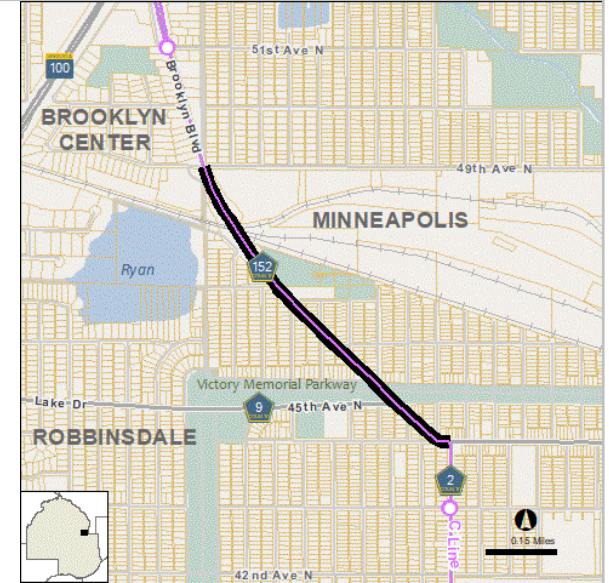 51st Ave N
100
Brooklyn Blvd
BROOKLYN
CENTER
49th Ave N
MINNEAPOLIS
Ryan
152
Victory Memorial Parkway
Lake Dr
9
45th Ave N
ROBBINSDALE
2
C Line
0.15 Miles
42nd Ave N